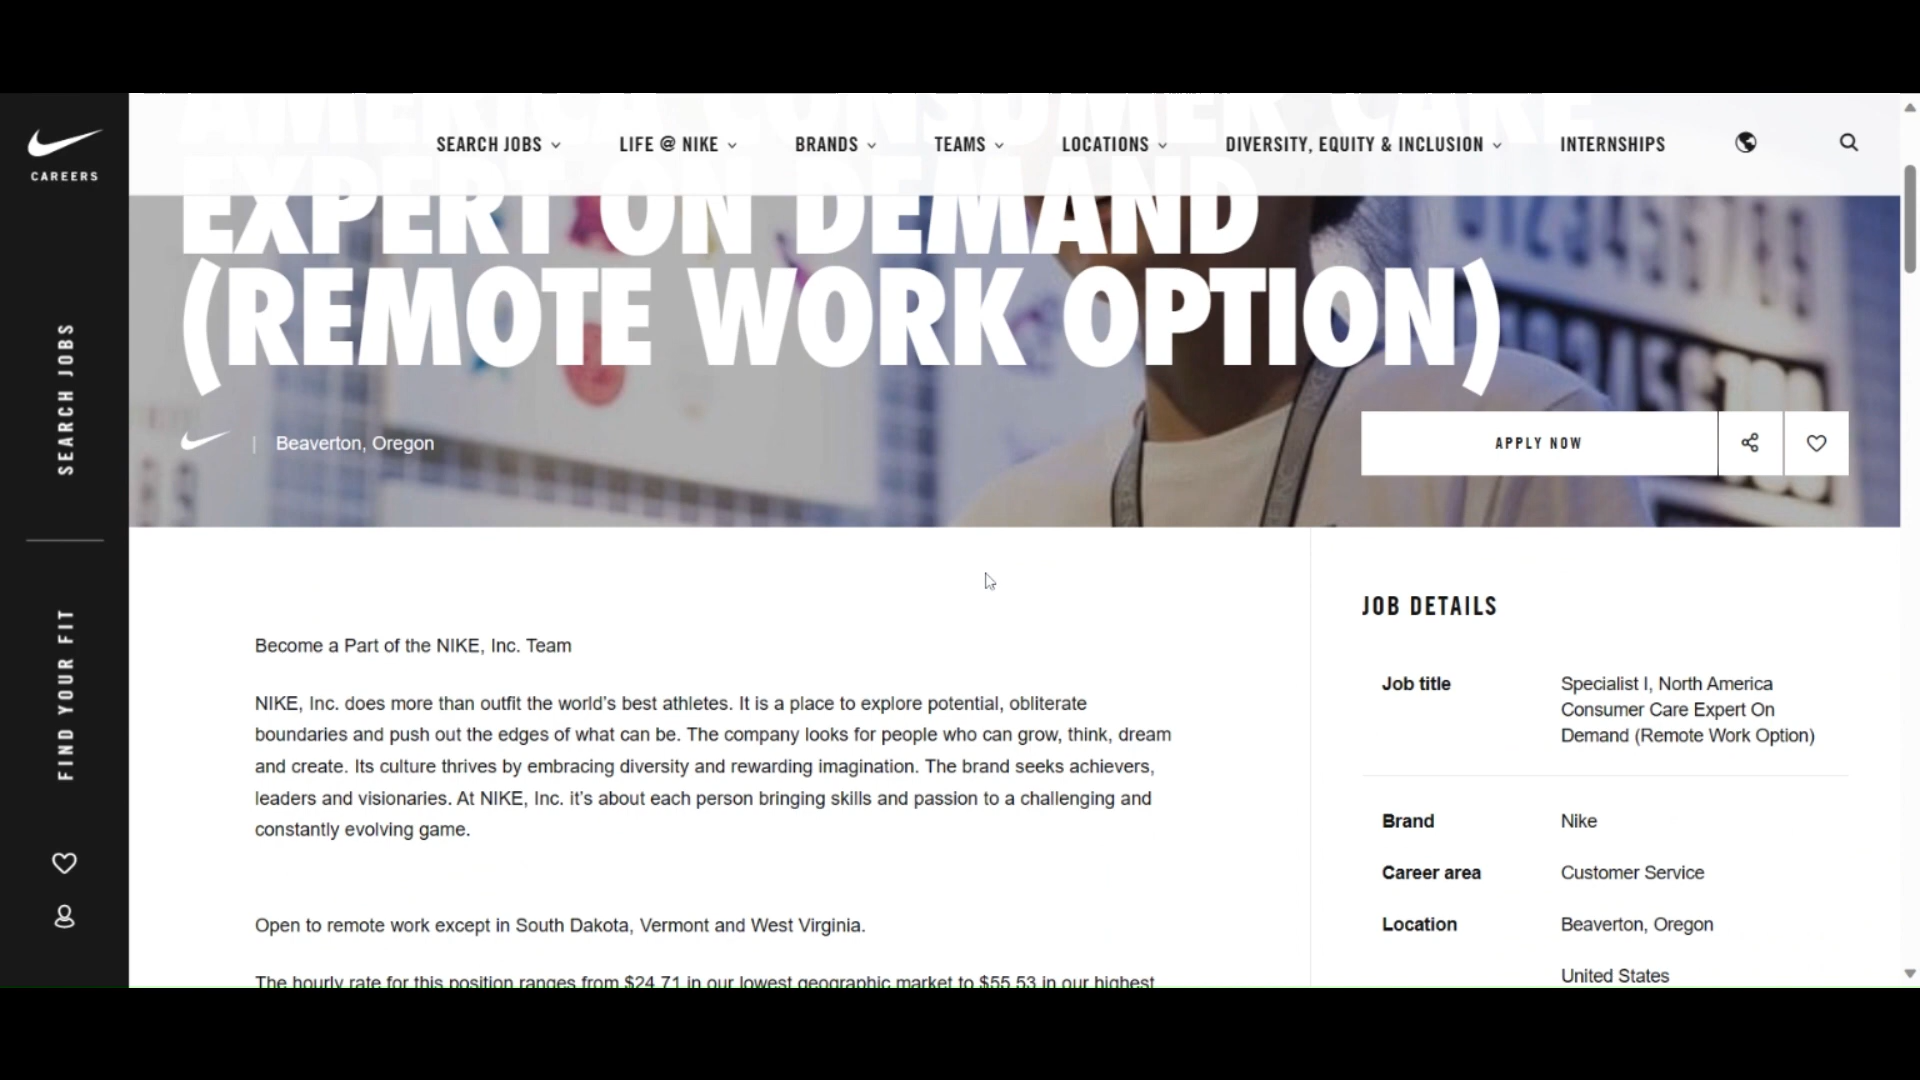 AMERICA CONSUMER CARE
SEARCH JOBS
LIFE @ NIKE
BRANDS
TEAMS
LOCATIONS
DIVERSITY, EQUITY & INCLUSION
INTERNSHIPS
CAREERS
EXPERT ON DEMAND
(REMOTE WORK OPTION)
| Beaverton, Oregon
APPLY NOW
SEARCH JOBS
FIND YOUR FIT
Become a Part of the NIKE, Inc. Team
NIKE, Inc. does more than outfit the world's best athletes. It is a place to explore potential, obliterate
boundaries and push out the edges of what can be. The company looks for people who can grow, think, dream
and create. Its culture thrives by embracing diversity and rewarding imagination. The brand seeks achievers,
leaders and visionaries. At NIKE, Inc. it's about each person bringing skills and passion to a challenging and
constantly evolving game.
Open to remote work except in South Dakota, Vermont and West Virginia.
The hourly rate for this position ranges from $24.71 in our lowest geographic market to $55.53 in our highest
JOB DETAILS
Job title
Specialist I, North America
Consumer Care Expert On
Demand (Remote Work Option)
Brand
Nike
Career area
Customer Service
Location
Beaverton, Oregon
United States